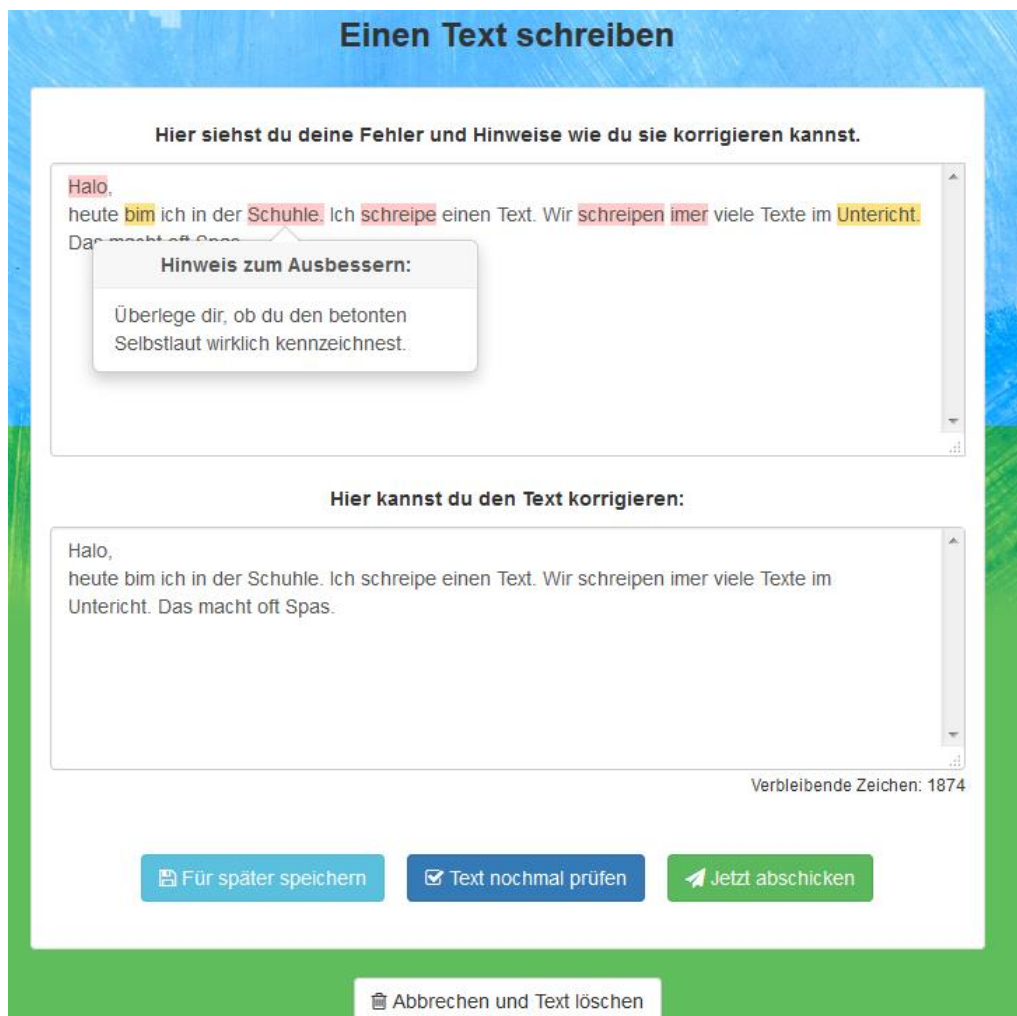 Einen Text schreiben
Hier siehst du deine Fehler und Hinweise wie du sie korrigieren kannst.
Halo,
heute bim ich in der Schuhle. Ich schreipe einen Text. Wir schreipen imer viele Texte im Untericht.
Das macht oft Spas.
Hinweis zum Ausbessern:
Überlege dir, ob du den betonten
Selbstlaut wirklich kennzeichnest.
Hier kannst du den Text korrigieren:
Halo,
heute bim ich in der Schuhle. Ich schreipe einen Text. Wir schreipen imer viele Texte im
Untericht. Das macht oft Spas.
Verbleibende Zeichen: 1874
Für später speichern Text nochmal prüfen Jetzt abschicken
Abbrechen und Text löschen